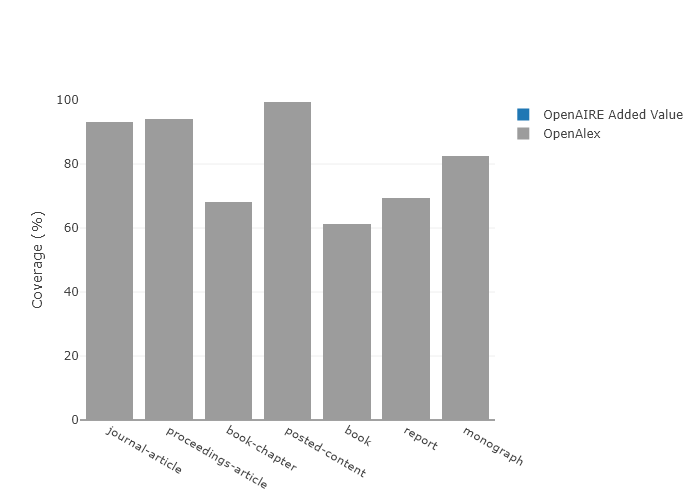 OpenAIRE Added Value
OpenAlex
Coverage (%)
100
80
60
40
20
0
journal-article
proceedings-article
book-chapter
posted-content
book
report
monograph